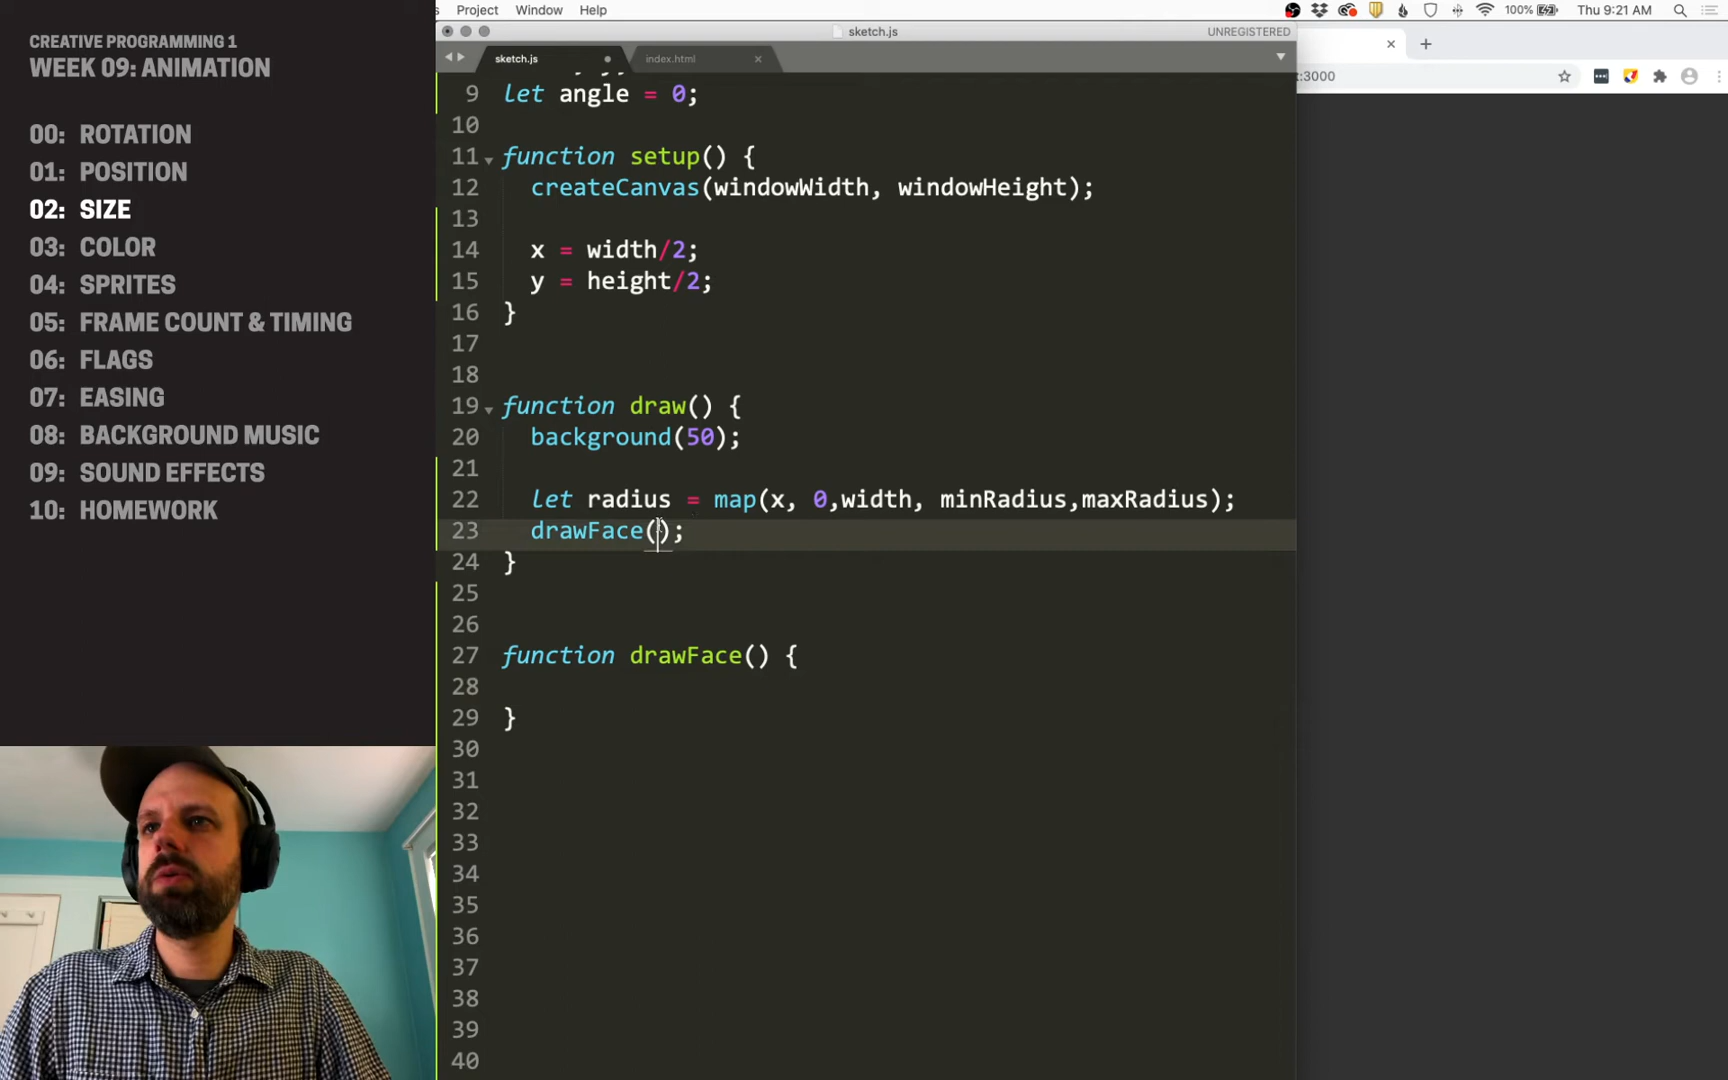 Project Window Help
100% Thu 9:21 AM
CREATIVE PROGRAMMING 1
WEEK 09: ANIMATION
00: ROTATION
01: POSITION
02: SIZE
03: COLOR
04: SPRITES
05: FRAME COUNT & TIMING
06: FLAGS
07: EASING
08: BACKGROUND MUSIC
09: SOUND EFFECTS
10: HOMEWORK
sketch.js UNREGISTERED
sketch.js index.html
:3000
9 let angle = 0;
10
11 function setup() {
12 createCanvas(windowWidth, windowHeight);
13
14 x = width/2;
15 y = height/2;
16 }
17
18
19 function draw() {
20 background(50);
21
22 let radius = map(x, 0,width, minRadius,maxRadius);
23 drawFace();
24 }
25
26
27 function drawFace() {
28
29 }
30
31
32
33
34
35
36
37
38
39
40